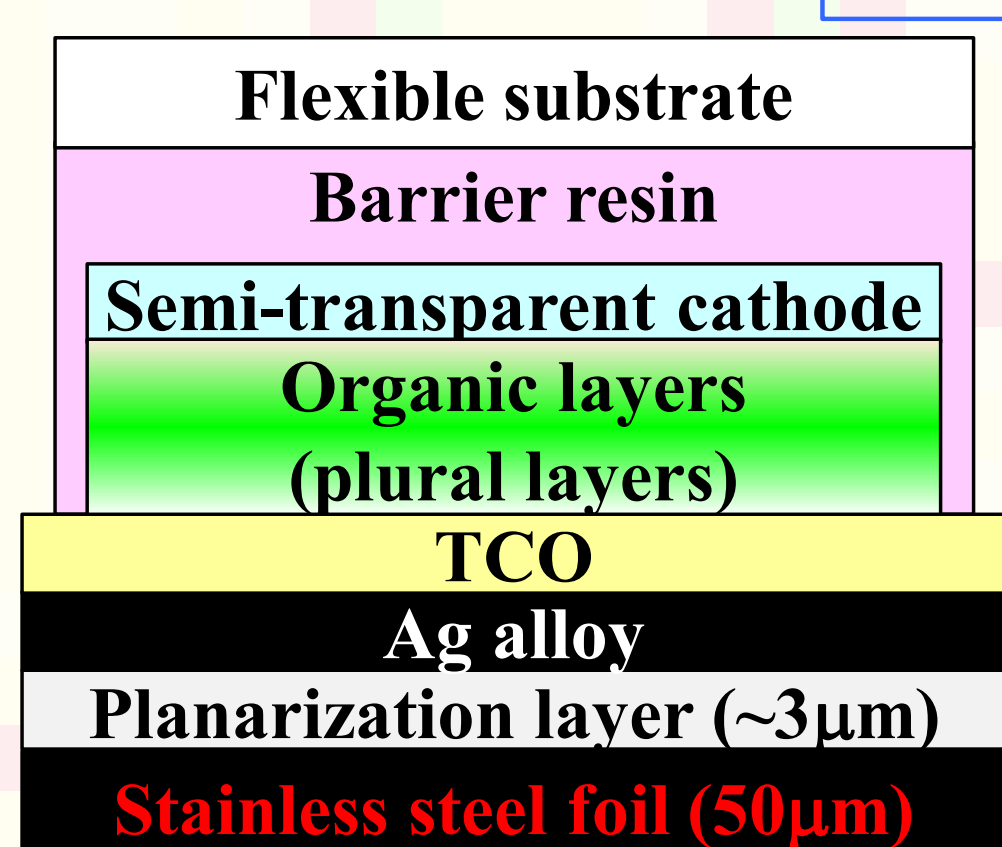 Flexible substrate
Barrier resin
Semi-transparent cathode
Organic layers
(plural layers)
TCO
Ag alloy
Planarization layer (~3μm)
Stainless steel foil (50μm)